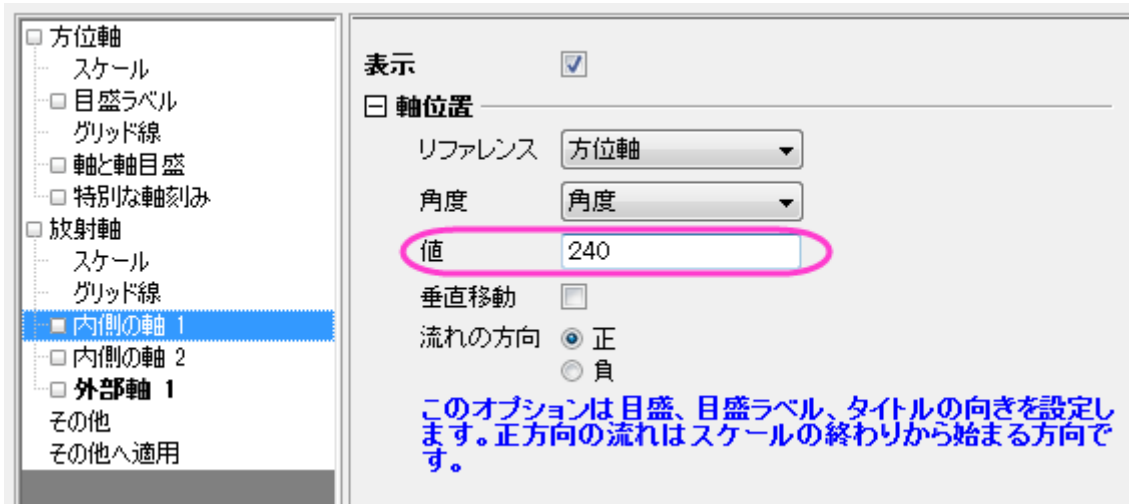 方位軸
スケール
目盛ラベル
グリッド線
軸と軸目盛
特別な軸刻み
放射軸
スケール
グリッド線
内側の軸 1
内側の軸 2
外部軸 1
その他
その他へ適用
表示
軸位置
リファレンス 方位軸
角度 角度
値 240
垂直移動
流れの方向 正
負
このオプションは目盛、目盛ラベル、タイトルの向きを設定し
ます。正方向の流れはスケールの終わりから始まる方向で
す。